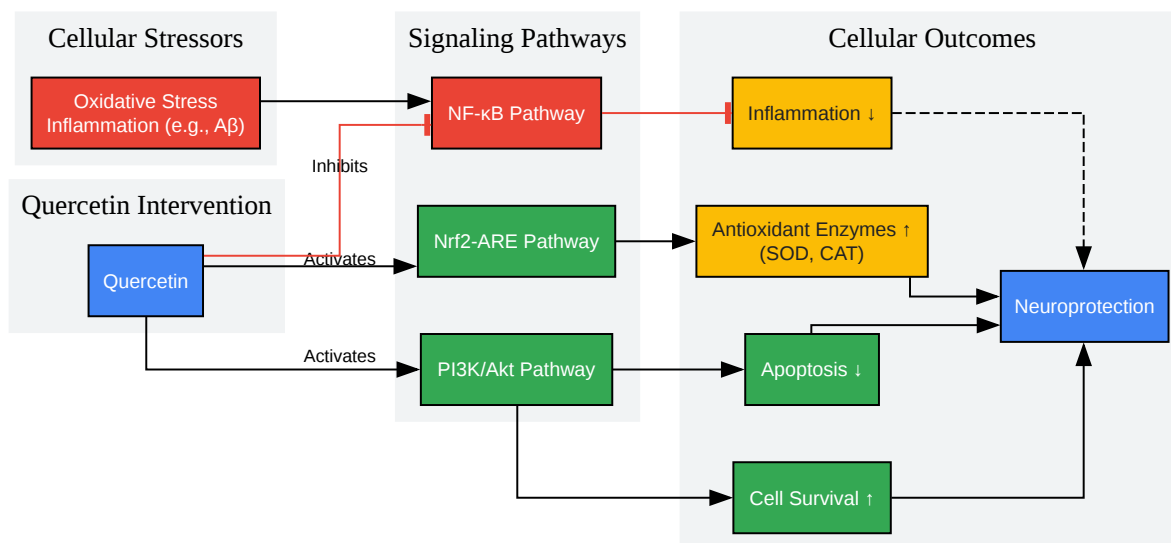 Cellular Stressors
Oxidative Stress
Inflammation (e.g., Aβ)
Quercetin Intervention
Quercetin
Inhibits
Activates
Activates
Signaling Pathways
NF-κB Pathway
Nrf2-ARE Pathway
PI3K/Akt Pathway
Cellular Outcomes
Inflammation ↓
Antioxidant Enzymes ↑
(SOD, CAT)
Apoptosis ↓
Cell Survival ↑
Neuroprotection